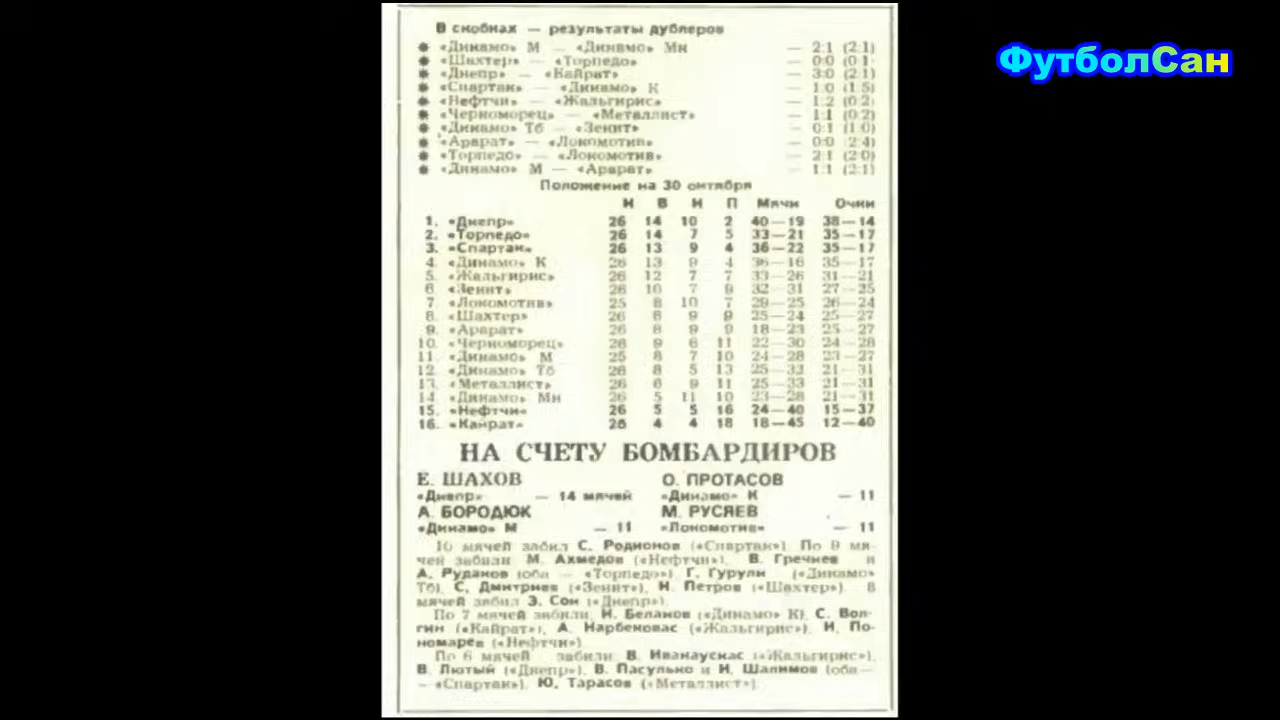 ФутболСан
В скобках — результаты дублеров
«Динамо» М — «Динамо» Мн — 2:1 (2:1)
«Шахтер» — «Торпедо» — 0:0 (0:1)
«Днепр» — «Кайрат» — 3:0 (2:1)
«Спартак» — «Динамо» К — 1:0 (1:5)
«Нефтчи» — «Жальгирис» — 1:2 (0:2)
«Черноморец» — «Металлист» — 1:1 (0:2)
«Динамо» Тб — «Зенит» — 0:1 (1:0)
«Арарат» — «Локомотив» — 0:0 (2:4)
«Торпедо» — «Локомотив» — 2:1 (2:0)
«Динамо» М — «Арарат» — 1:1 (2:1)
Положение на 30 октября
И В Н П Мячи Очки
1. «Днепр» 26 14 10 2 40—19 38—14
2. «Торпедо» 26 14 7 5 33—21 35—17
3. «Спартак» 26 13 9 4 36—22 35—17
4. «Динамо» К 26 13 9 4 36—16 35—17
5. «Жальгирис» 26 12 7 7 33—26 31—21
6. «Зенит» 26 10 7 9 32—31 27—25
7. «Локомотив» 25 8 10 7 29—25 26—24
8. «Шахтер» 26 8 9 9 25—24 25—27
9. «Арарат» 26 8 9 9 18—23 25—27
10. «Черноморец» 26 9 6 11 22—30 24—28
11. «Динамо» М 25 8 7 10 24—28 23—27
12. «Динамо» Тб 26 8 5 13 25—32 21—31
13. «Металлист» 26 6 9 11 25—33 21—31
14. «Динамо» Мн 26 5 11 10 23—28 21—31
15. «Нефтчи» 26 5 5 16 24—40 15—37
16. «Кайрат» 26 4 4 18 18—45 12—40
НА СЧЕТУ БОМБАРДИРОВ
Е. ШАХОВ О. ПРОТАСОВ
«Днепр» — 14 мячей «Динамо» К — 11
А. БОРОДЮК М. РУСЯЕВ
«Динамо» М — 11 «Локомотив» — 11
10 мячей забил С. Родионов («Спартак»). По 9 мя-
чей забили: М. Ахмедов («Нефтчи»), В. Гречнев и
А. Руданов (оба — «Торпедо»), Г. Гурули («Динамо»
Тб), С. Дмитриев («Зенит»), И. Петров («Шахтер»). 8
мячей забил Э. Сон («Днепр»).
По 7 мячей забили: И. Беланов («Динамо» К), С. Вол-
гин («Кайрат»), А. Нарбековас («Жальгирис»), И. По-
номарев («Нефтчи»).
По 6 мячей забили: В. Иванаускас («Жальгирис»),
В. Лютый («Днепр»), В. Пасулько и И. Шалимов (оба—
— «Спартак»), Ю. Тарасов («Металлист»).